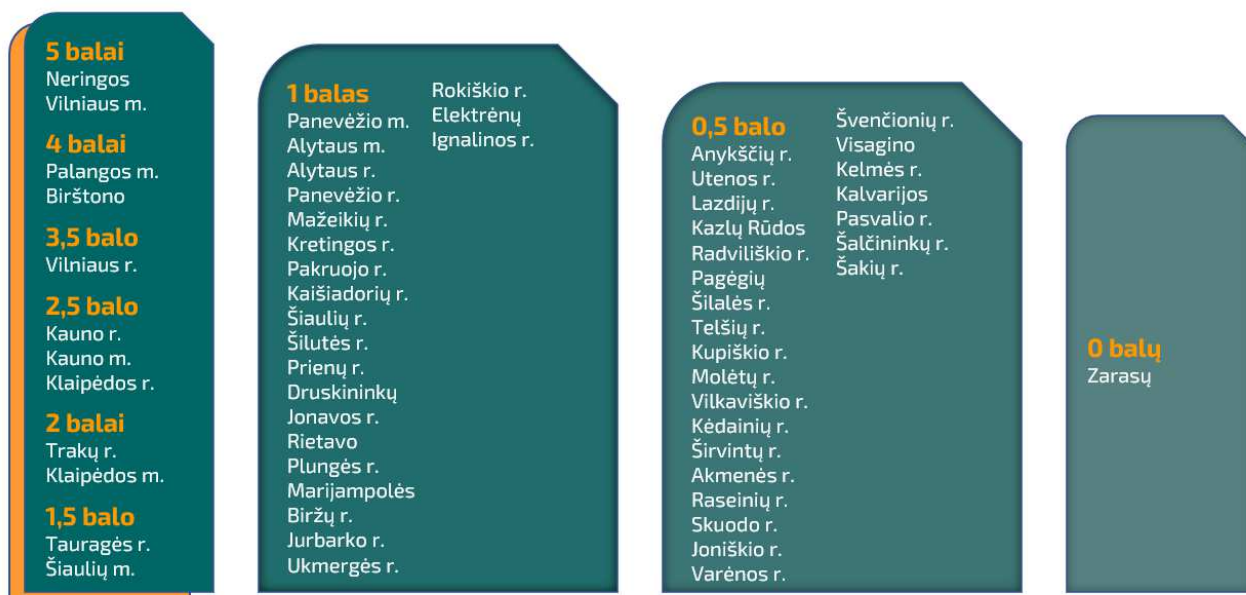 5 balai
Neringos
Vilniaus m.
4 balai
Palangos m.
Birštono
3,5 balo
Vilniaus r.
2,5 balo
Kauno r.
Kauno m.
Klaipėdos r.
2 balai
Trakų r.
Klaipėdos m.
1,5 balo
Tauragės r.
Šiaulių m.
1 balas
Panevėžio m.
Alytaus m.
Alytaus r.
Panevėžio r.
Mažeikių r.
Kretingos r.
Pakruojo r.
Kaišiadorių r.
Šiaulių r.
Šilutės r.
Prienų r.
Druskininkų
Jonavos r.
Rietavo
Plungės r.
Marijampolės
Biržų r.
Jurbarko r.
Ukmergės r.
Rokiškio r.
Elektrėnų
Ignalinos r.
0,5 balo
Anykščių r.
Utenos r.
Lazdijų r.
Kazlų Rūdos
Radviliškio r.
Pagėgių
Šilalės r.
Telšių r.
Kupiškio r.
Molėtų r.
Vilkaviškio r.
Kėdainių r.
Širvintų r.
Akmenės r.
Raseinių r.
Skuodo r.
Joniškio r.
Varėnos r.
Švenčionių r.
Visagino
Kelmės r.
Kalvarijos
Pasvalio r.
Šalčininkų r.
Šakių r.
0 balų
Zarasų